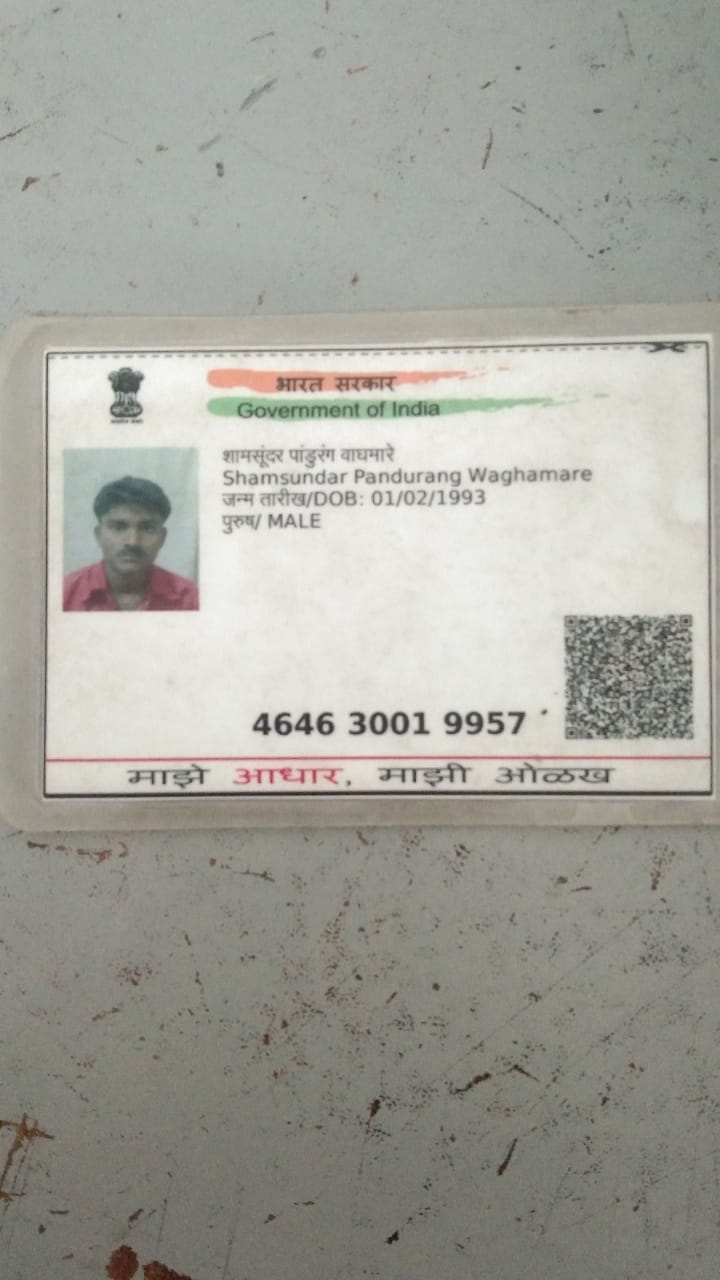 भारत सरकार
Government of India
शामसूंदर पांडुरंग वाघमारे
Shamsundar Pandurang Waghamare
जन्म तारीख/DOB: 01/02/1993
पुरुष/ MALE
4646 3001 9957
माझे आधार, माझी ओळख